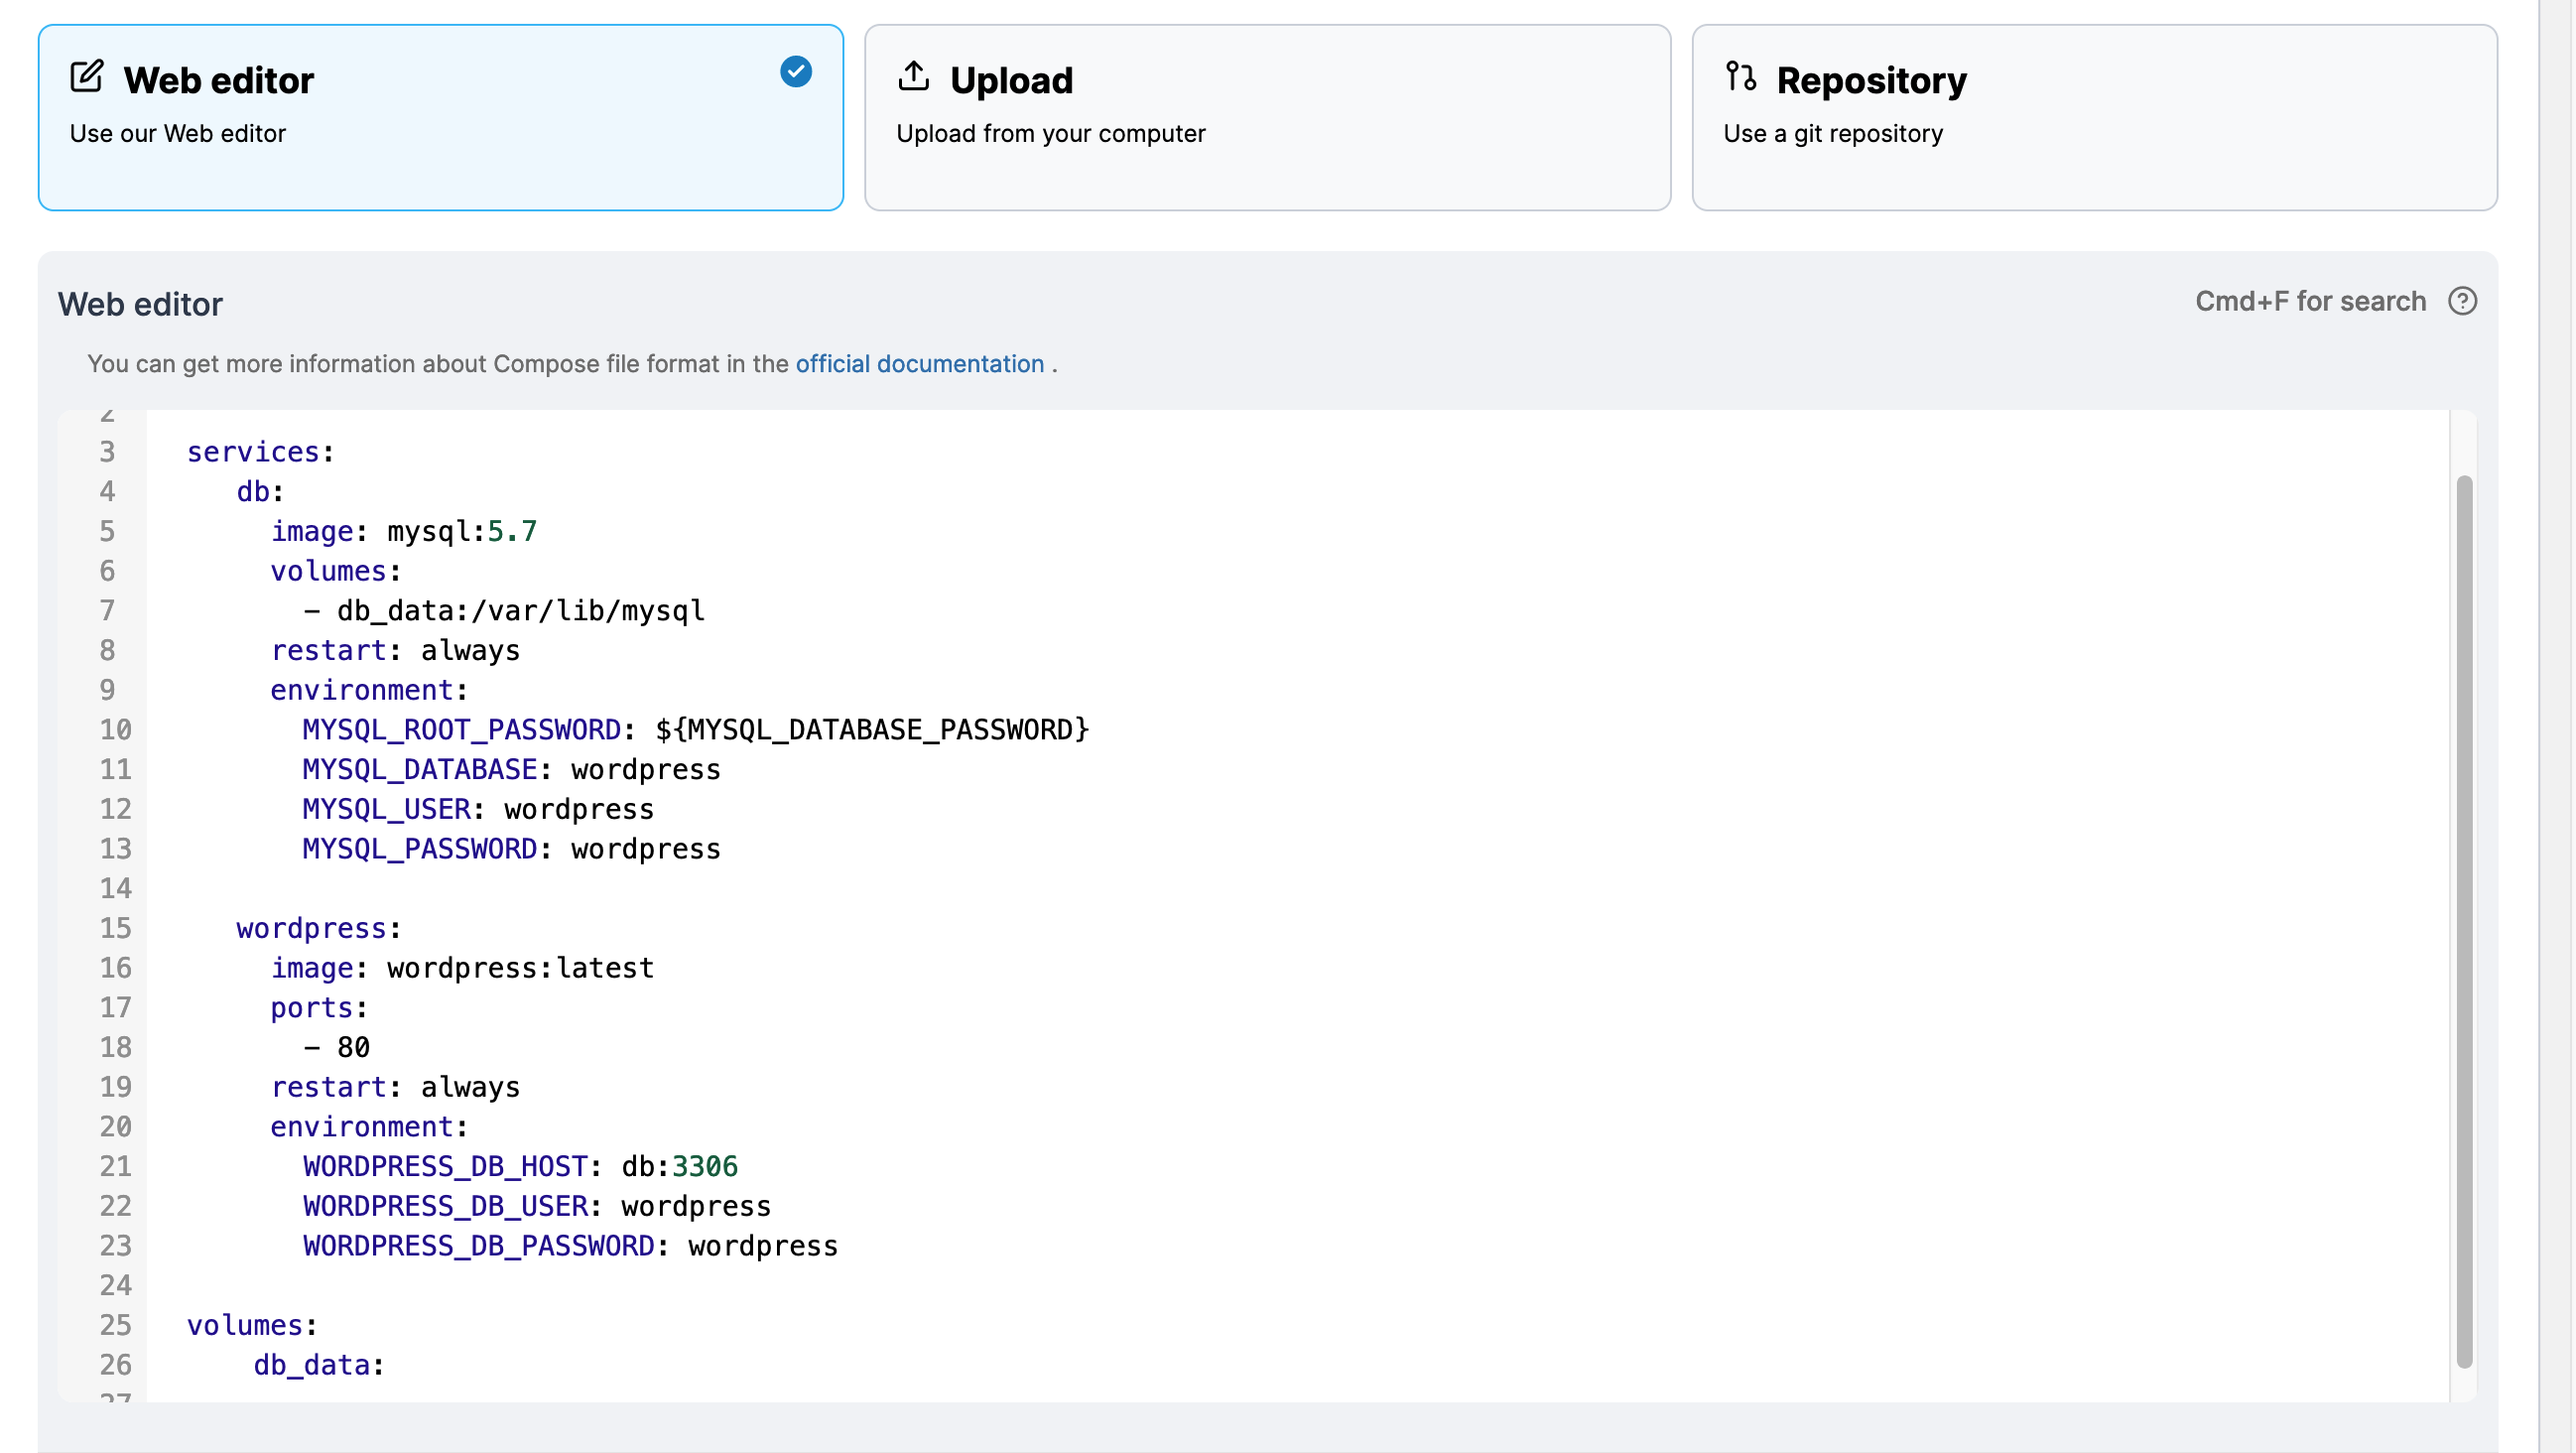 Web editor
Use our Web editor
Upload
Upload from your computer
Repository
Use a git repository
Web editor
Cmd+F for search
You can get more information about Compose file format in the official documentation .
2
3 services:
4 db:
5 image: mysql:5.7
6 volumes:
7 - db_data:/var/lib/mysql
8 restart: always
9 environment:
10 MYSQL_ROOT_PASSWORD: ${MYSQL_DATABASE_PASSWORD}
11 MYSQL_DATABASE: wordpress
12 MYSQL_USER: wordpress
13 MYSQL_PASSWORD: wordpress
14
15 wordpress:
16 image: wordpress:latest
17 ports:
18 - 80
19 restart: always
20 environment:
21 WORDPRESS_DB_HOST: db:3306
22 WORDPRESS_DB_USER: wordpress
23 WORDPRESS_DB_PASSWORD: wordpress
24
25 volumes:
26 db_data:
27